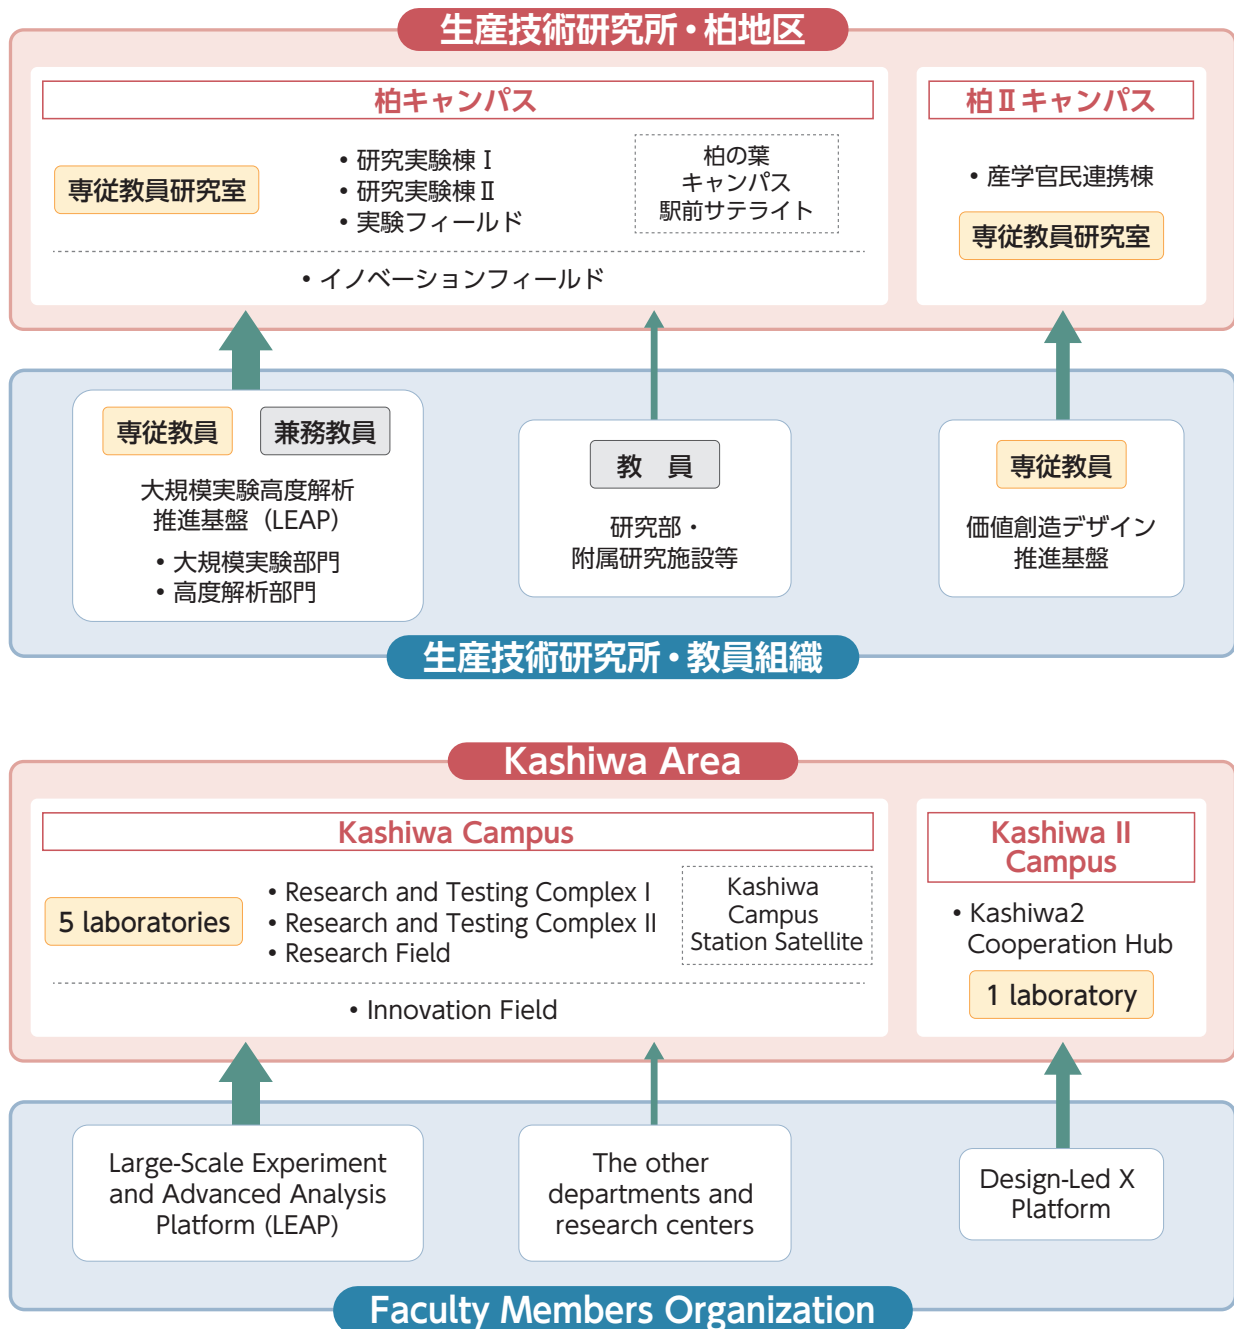 生産技術研究所・柏地区
柏キャンパス
専従教員研究室
• 研究実験棟 I
• 研究実験棟 II
• 実験フィールド
柏の葉
キャンパス
駅前サテライト
• イノベーションフィールド
柏 II キャンパス
• 産学官民連携棟
専従教員研究室
専従教員
兼務教員
大規模実験高度解析
推進基盤（LEAP）
• 大規模実験部門
• 高度解析部門
教　員
研究部・
附属研究施設等
専従教員
価値創造デザイン
推進基盤
生産技術研究所・教員組織
Kashiwa Area
Kashiwa Campus
5 laboratories
• Research and Testing Complex I
• Research and Testing Complex II
• Research Field
Kashiwa
Campus
Station Satellite
• Innovation Field
Kashiwa II
Campus
• Kashiwa2
Cooperation Hub
1 laboratory
Large-Scale Experiment
and Advanced Analysis
Platform (LEAP)
The other
departments and
research centers
Design-Led X
Platform
Faculty Members Organization